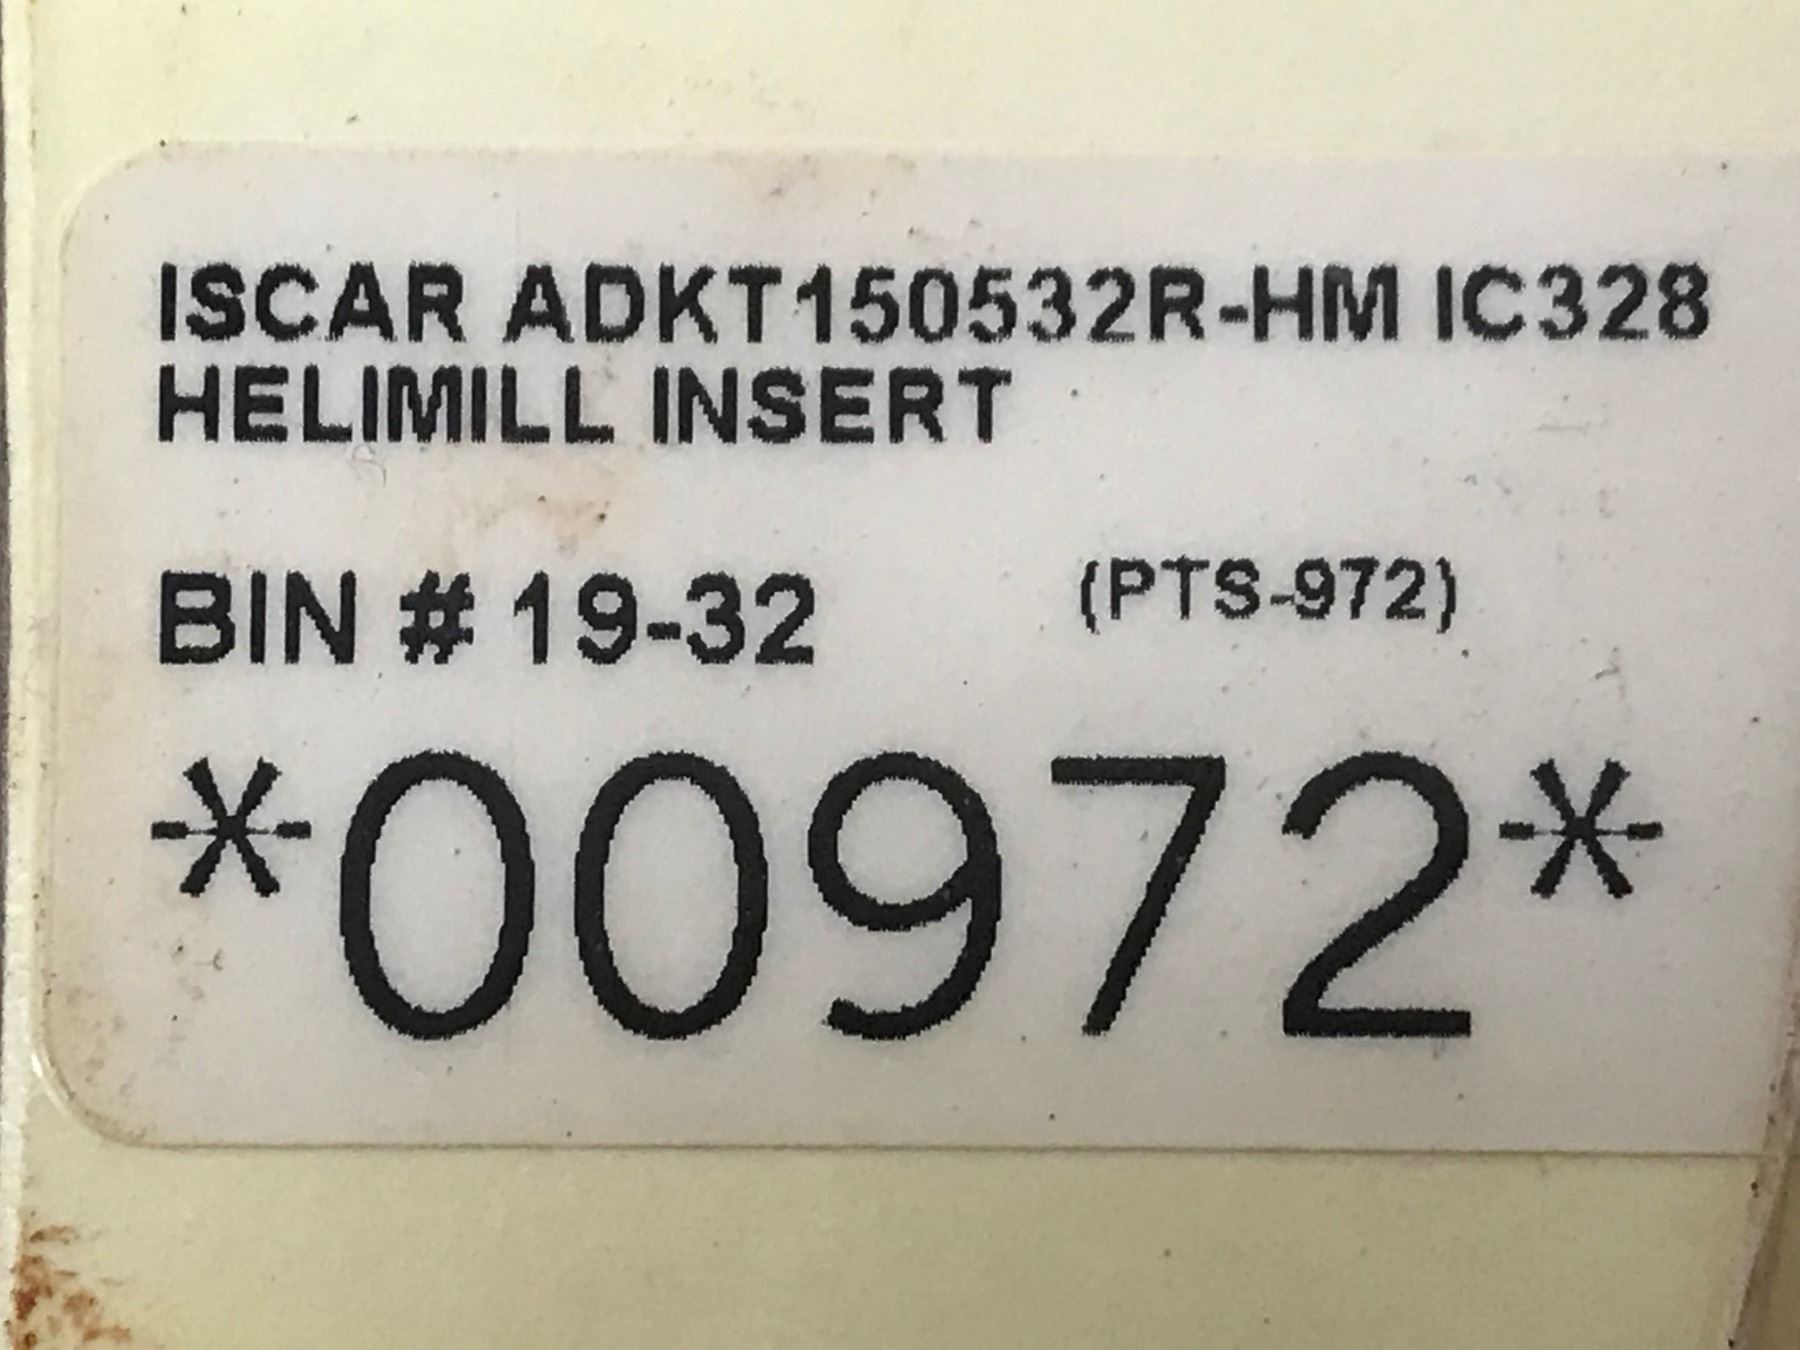 ISCAR ADKT150532R-HM IC328
HELIMILL INSERT
BIN # 19-32 (PTS-972)
*00972*